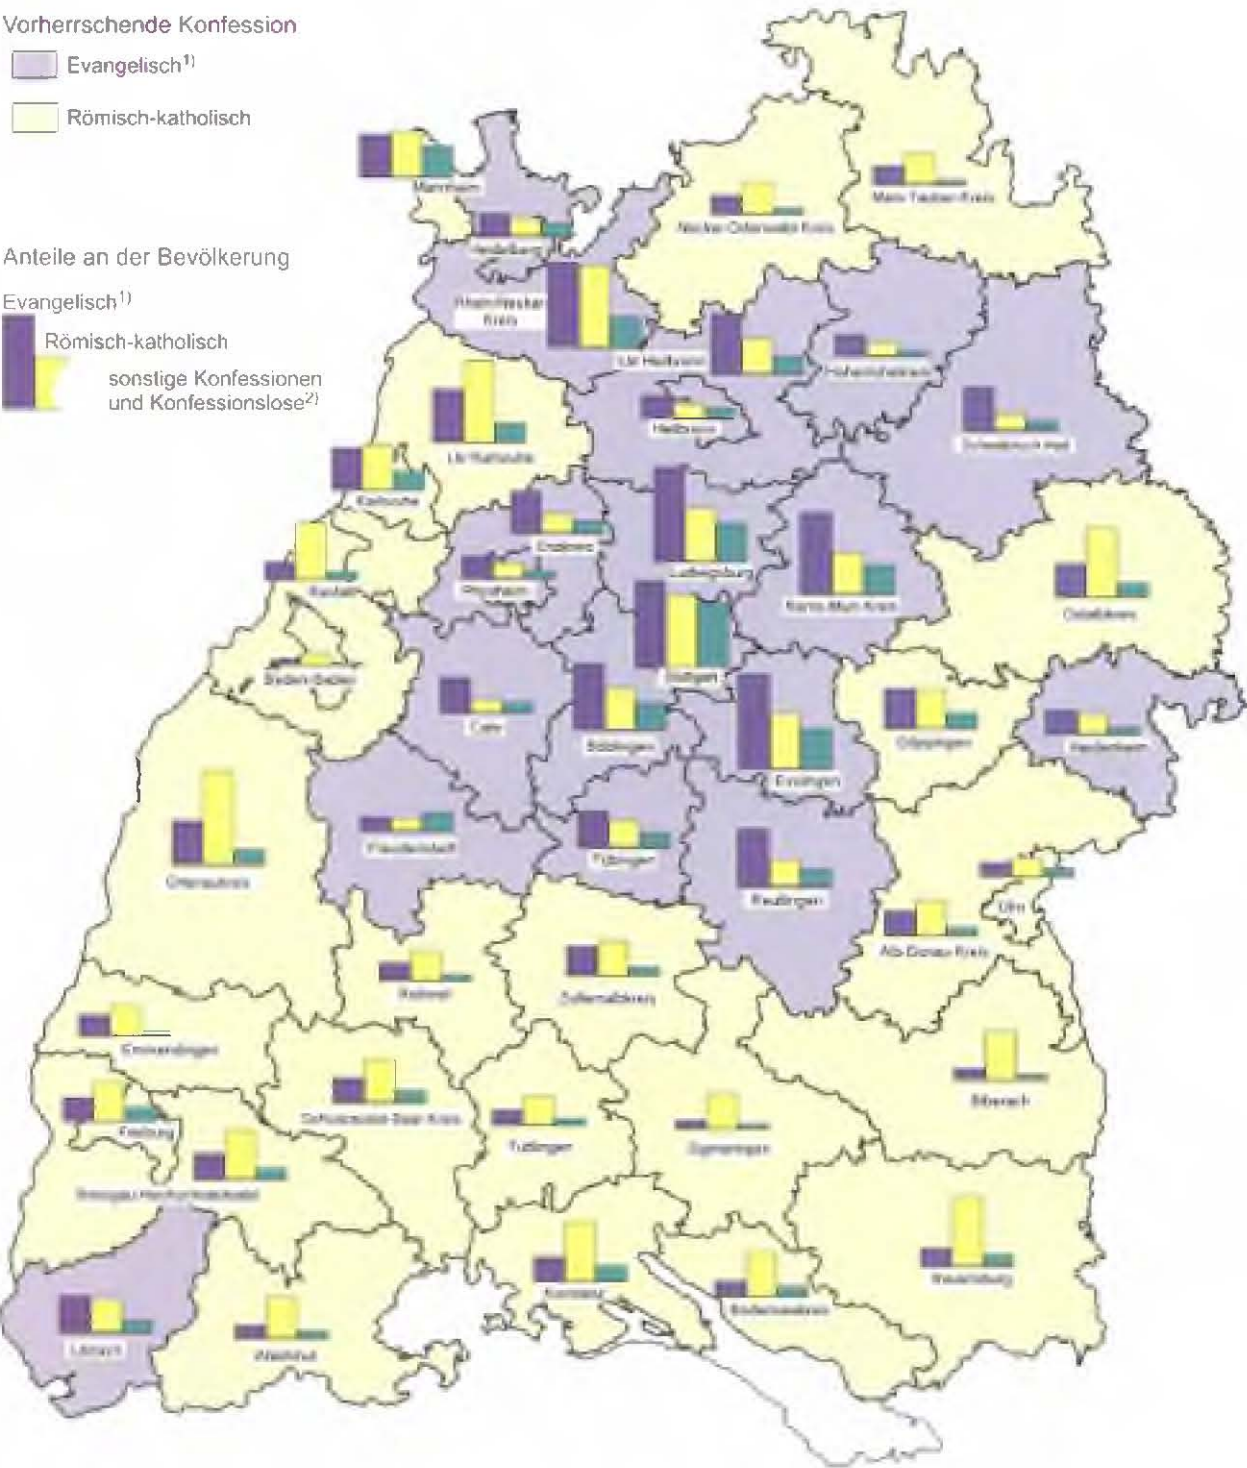 Vorherrschende Konfession
Evangelisch¹⁾
Römisch-katholisch
Anteile an der Bevölkerung
Evangelisch¹⁾
Römisch-katholisch
sonstige Konfessionen
und Konfessionslose²⁾
Mannheim
Main-Tauber-Kreis
Neckar-Odenwald-Kreis
Heidelberg
Rhein-Neckar-
Kreis
Lkr Heilbronn
Hohenlohekreis
Heilbronn
Schwäbisch Hall
Lkr Karlsruhe
Karlsruhe
Enzkreis
Ludwigsburg
Rastatt
Pforzheim
Rems-Murr-Kreis
Ostalbkreis
Baden-Baden
Stuttgart
Calw
Böblingen
Göppingen
Heidenheim
Esslingen
Freudenstadt
Tübingen
Ortenaukreis
Reutlingen
Ulm
Alb-Donau-Kreis
Rottweil
Zollernalbkreis
Emmendingen
Biberach
Schwarzwald-Baar-Kreis
Freiburg
Tuttlingen
Sigmaringen
Breisgau-Hochschwarzwald
Ravensburg
Konstanz
Bodenseekreis
Lörrach
Waldshut